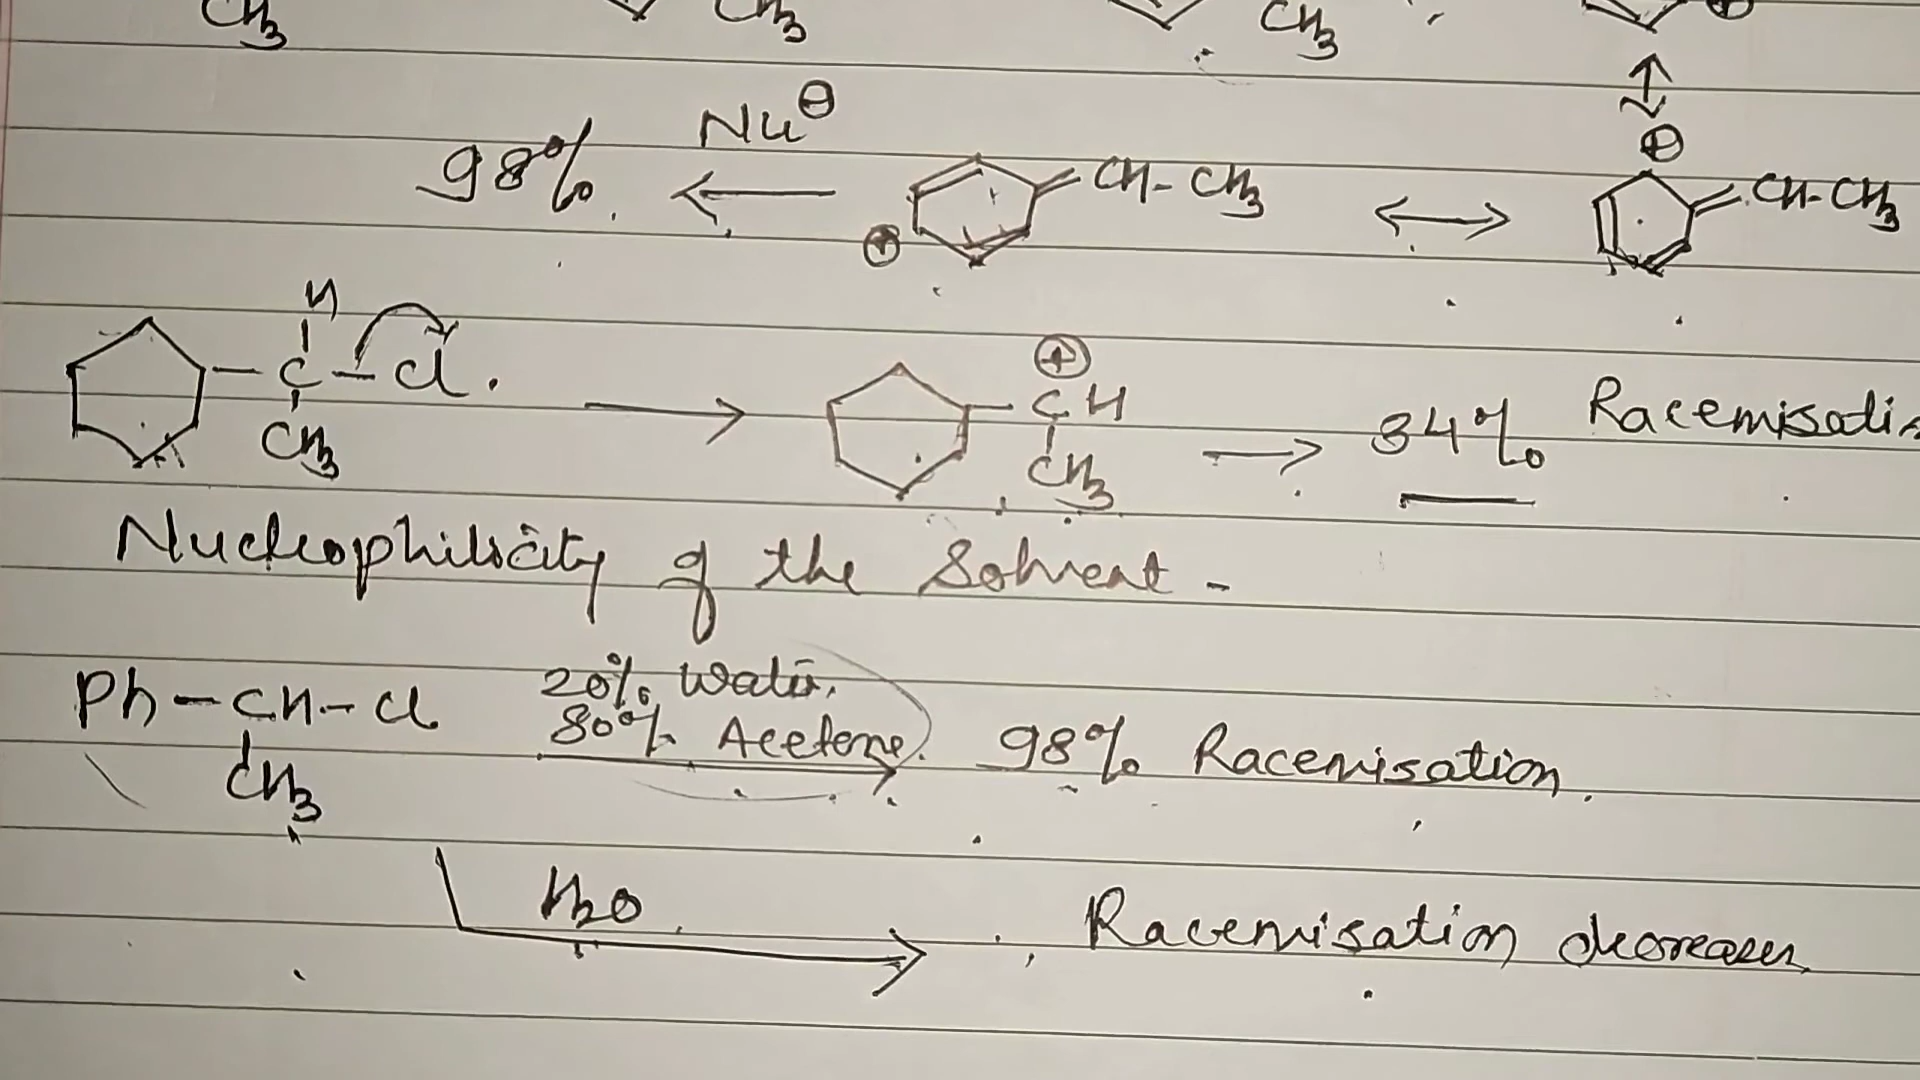 CH3 CH3 CH3 ⊕
98% Nu⊖ ← CH-CH3 ↔ ⊕ CH-CH3
⊕
H
C - Cl. → ⊕ CH → 34% Racemisatio
CH3 CH3
Nucleophilicity of the Solvent -
Ph-CH-Cl 20% Water.
80% Acetone. 98% Racemisation.
CH3
H2O Racemisation decreases